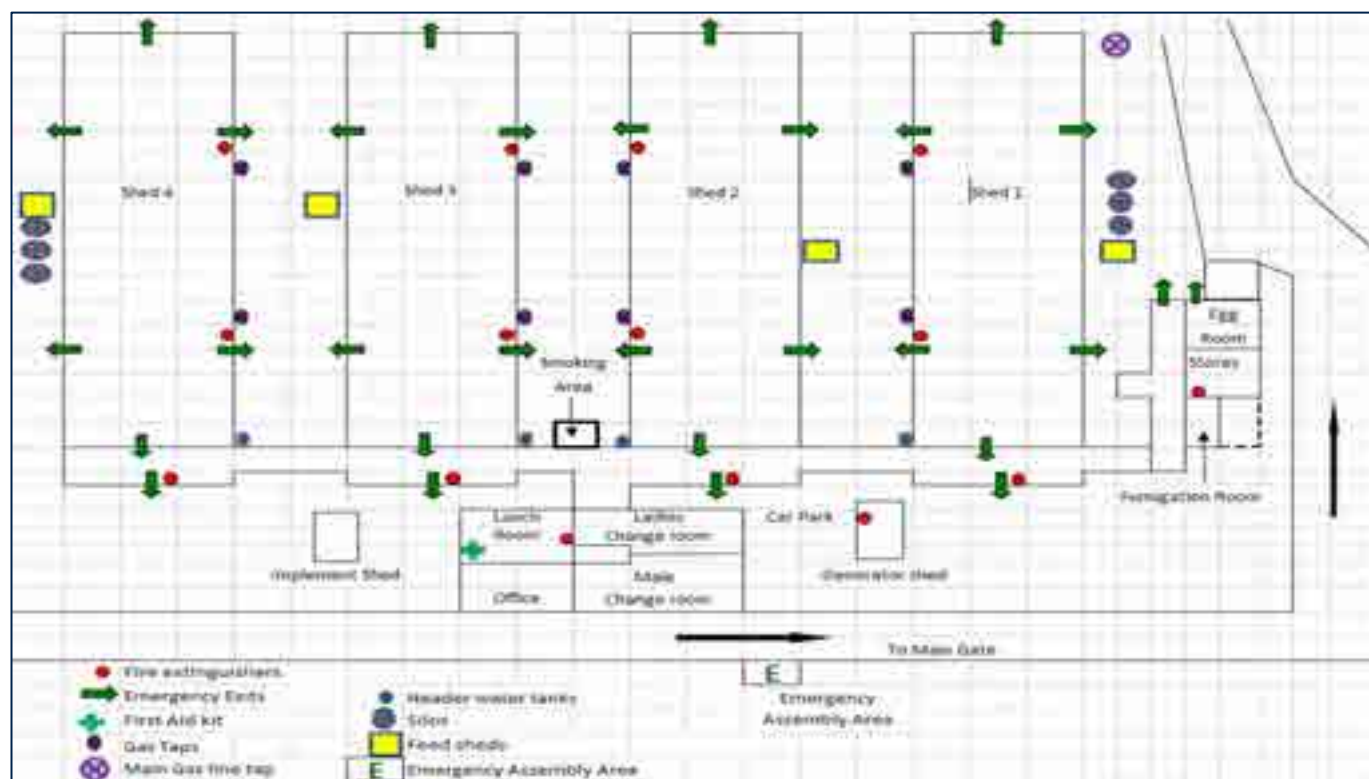 Shed 4
Shed 3
Shed 2
Shed 1
Smoking
Area
Egg
Room
Stores
Fumigation Room
Lunch
Room
Ladies
Change room
Car Park
Implement Shed
Generator shed
Office
Male
Change room
To Main Gate
E
Emergency
Assembly Area
Fire extinguishers
Emergency Exits
First Aid kit
Gas Taps
Main Gas line tap
Header water tanks
Silos
Feed sheds
E Emergency Assembly Area